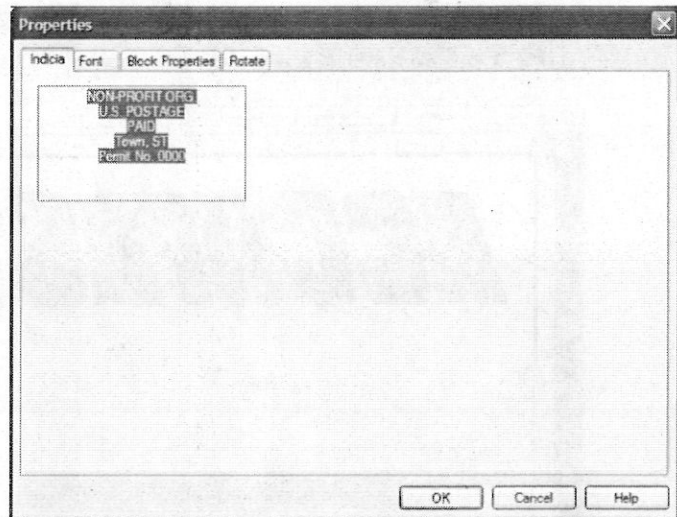 Properties
Indicia Font Block Properties Rotate
NON-PROFIT ORG
U.S. POSTAGE
PAID
Town, ST
Permit No. 0000
OK Cancel Help